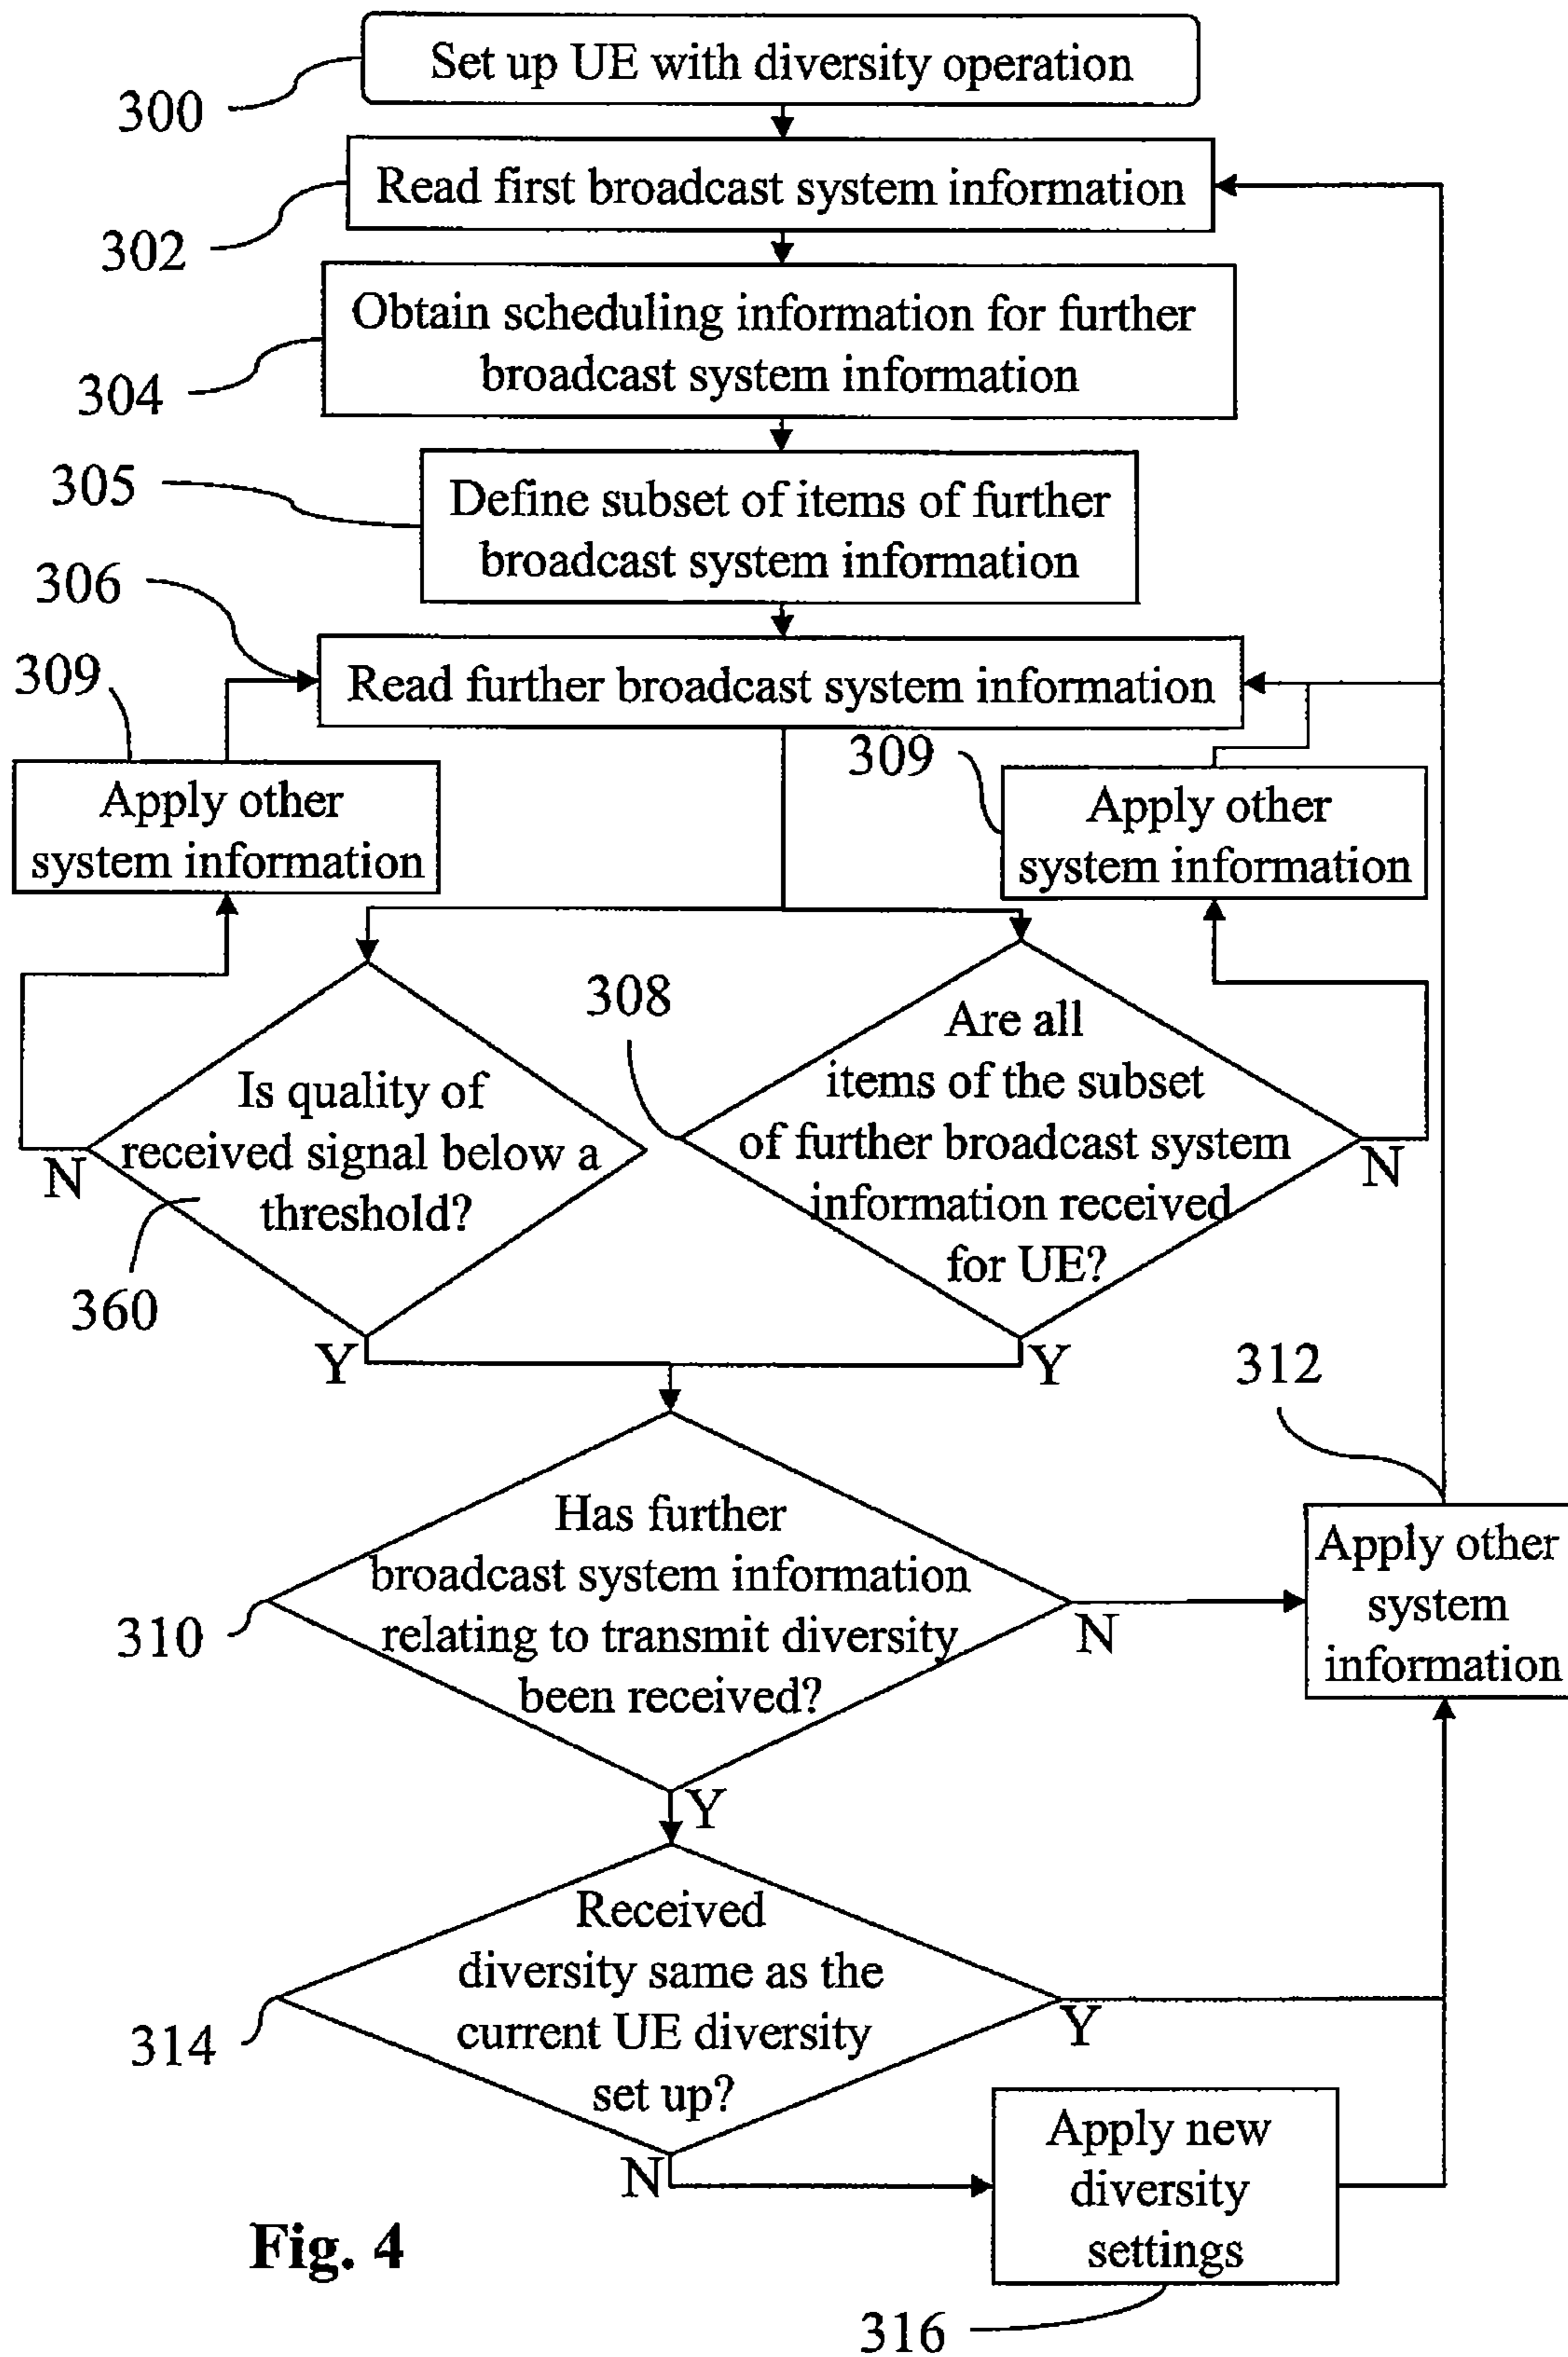 300
Set up UE with diversity operation
302
Read first broadcast system information
304
Obtain scheduling information for further
broadcast system information
305
Define subset of items of further
broadcast system information
306
Read further broadcast system information
309
Apply other
system information
309
Apply other
system information
308
Is quality of
received signal below a
threshold?
N
360
Y
Are all
items of the subset
of further broadcast system
information received
for UE?
N
Y
312
310
Has further
broadcast system information
relating to transmit diversity
been received?
N
Y
Apply other
system
information
314
Received
diversity same as the
current UE diversity
set up?
Y
N
Apply new
diversity
settings
316
Fig. 4